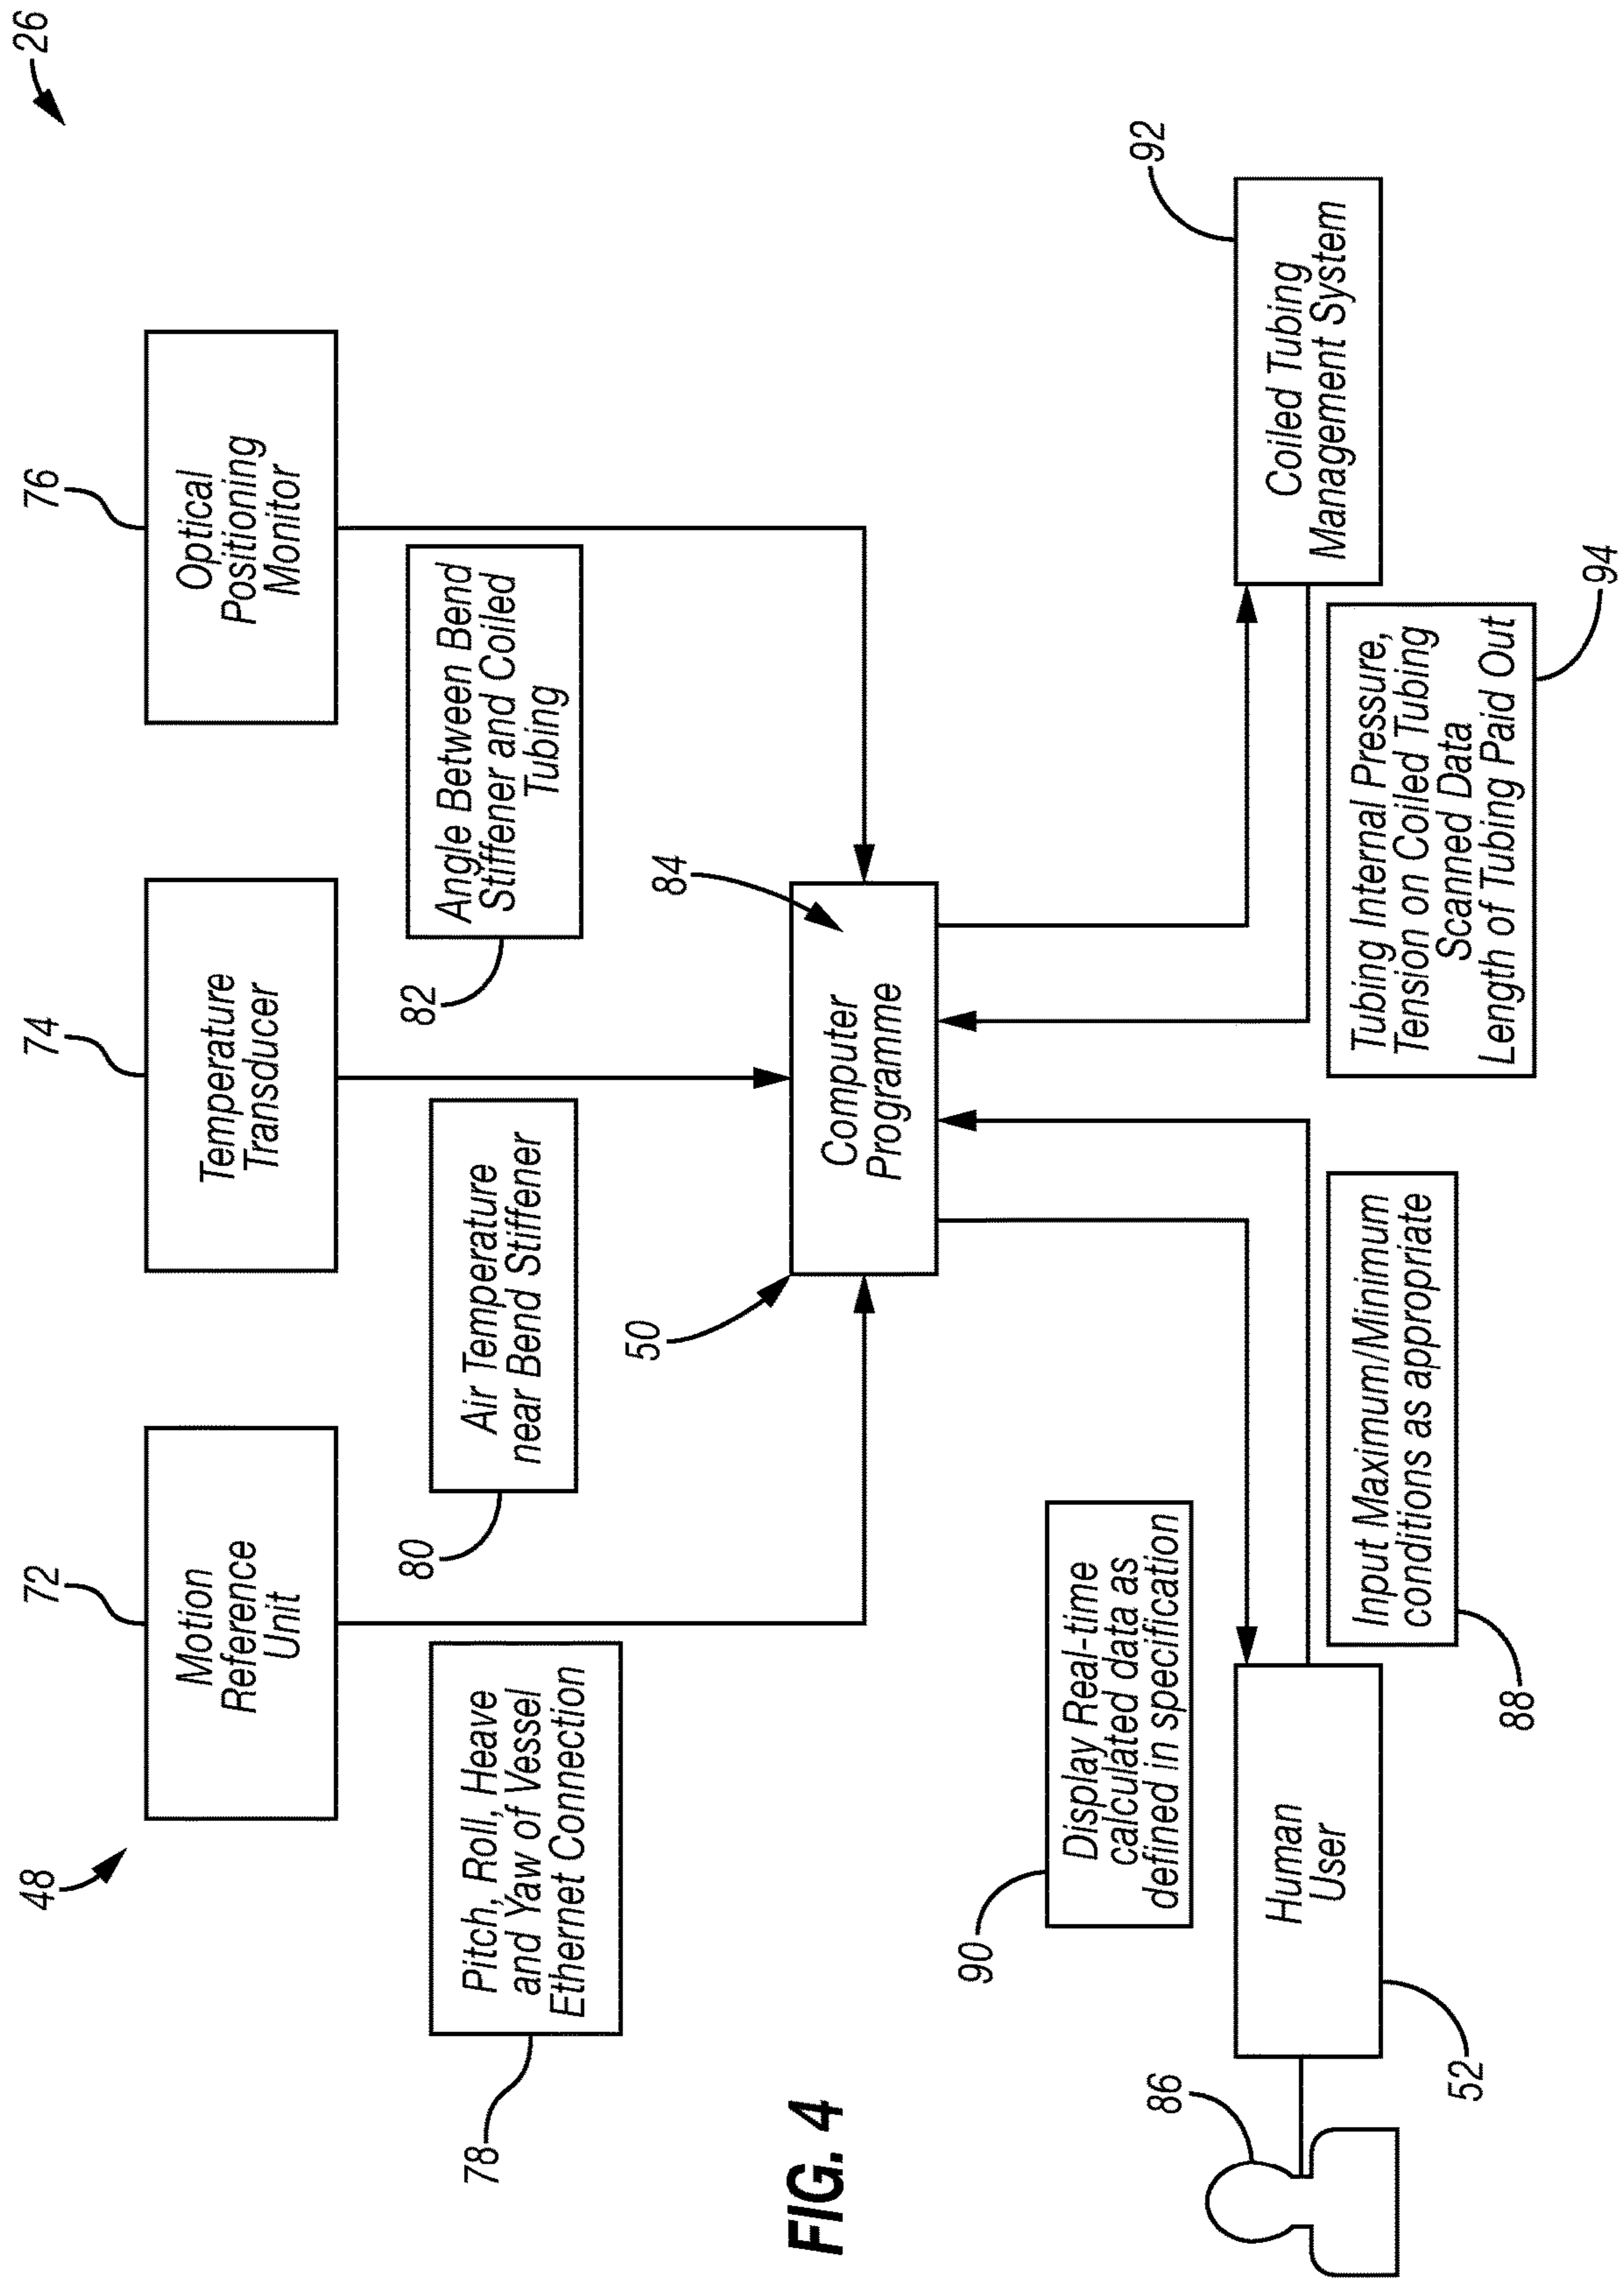 26
48
72
Motion
Reference
Unit
74
Temperature
Transducer
76
Optical
Positioning
Monitor
78
Pitch, Roll, Heave
and Yaw of Vessel
Ethernet Connection
80
Air Temperature
near Bend Stiffener
82
Angle Between Bend
Stiffener and Coiled
Tubing
50
84
Computer
Programme
90
Display Real-time
calculated data as
defined in specification
86
Human
User
52
88
Input Maximum/Minimum
conditions as appropriate
92
Coiled Tubing
Management System
94
Tubing Internal Pressure,
Tension on Coiled Tubing
Scanned Data
Length of Tubing Paid Out
FIG. 4